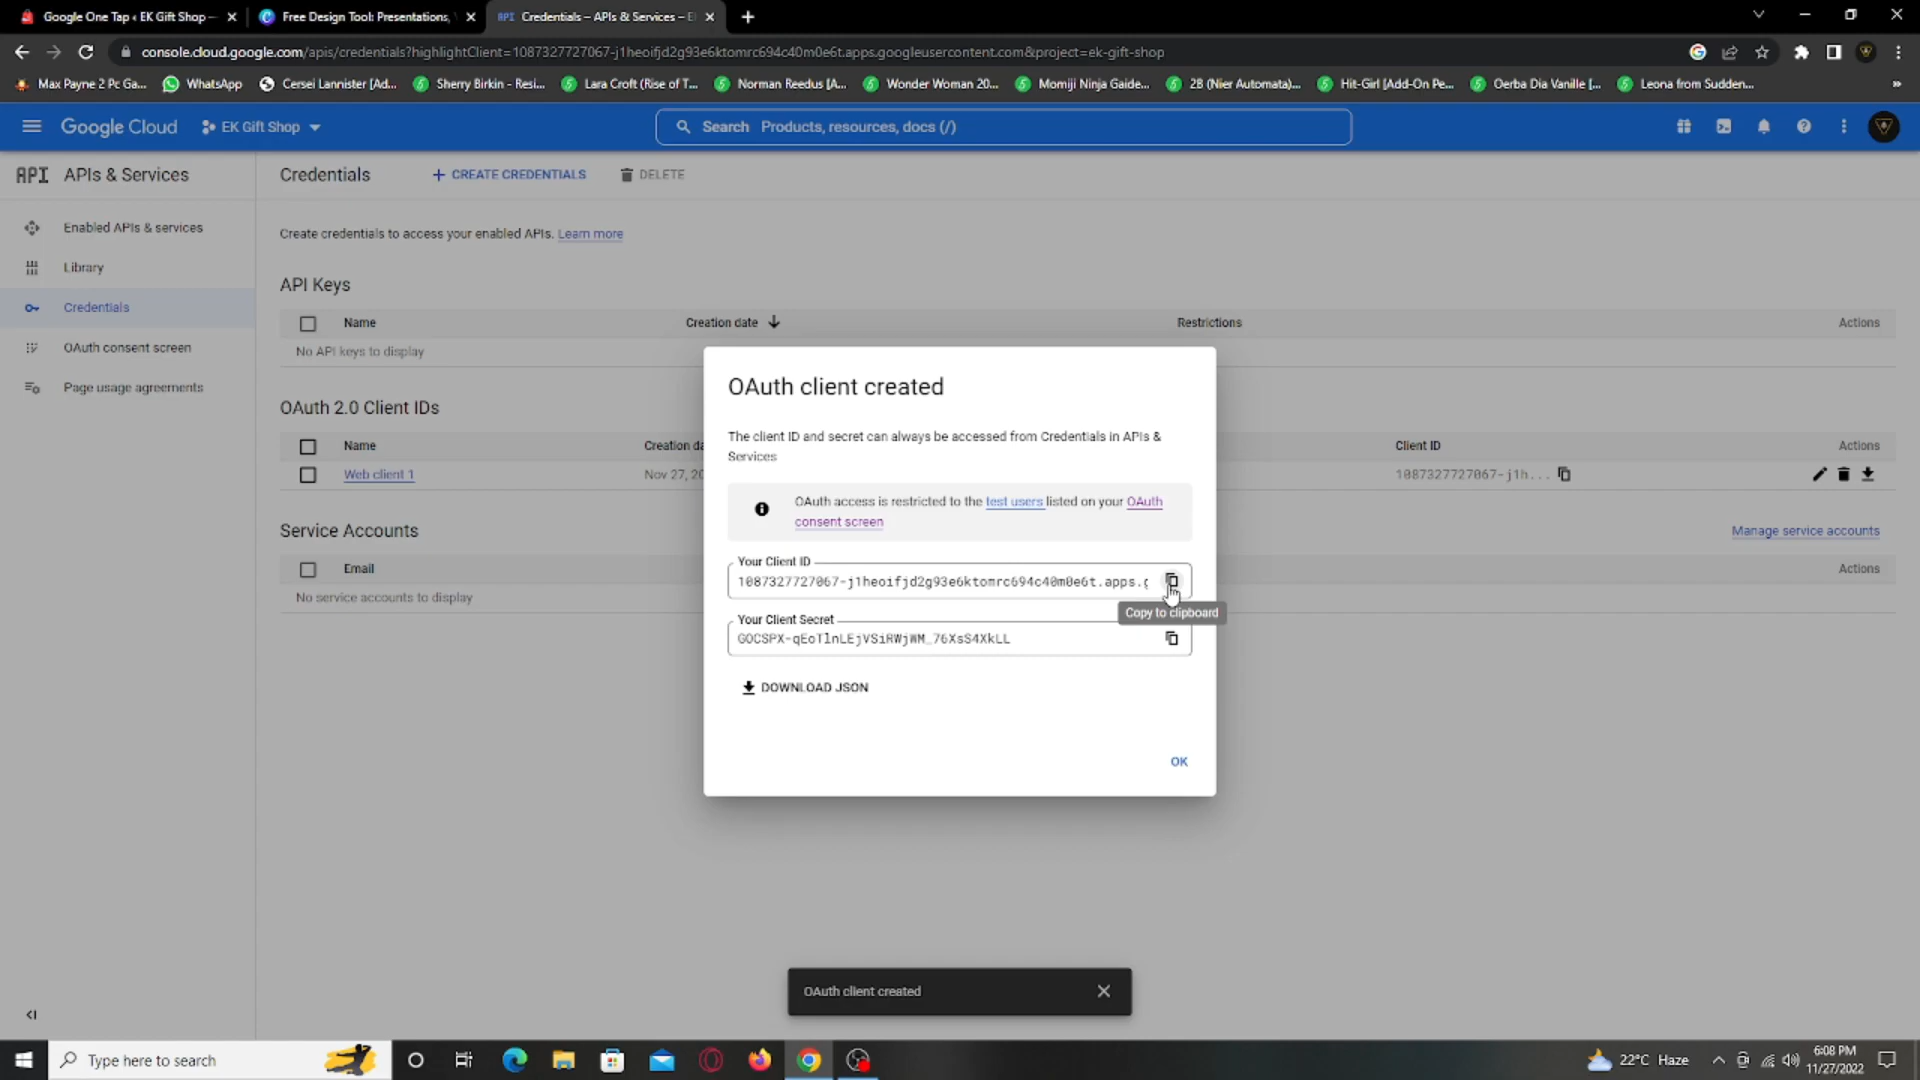 Google One Tap ‹ EK Gift Shop —
Free Design Tool: Presentations,
API Credentials – APIs & Services –
console.cloud.google.com/apis/credentials?highlightClient=1087327727067-j1heoifjd2g93e6ktomrc694c40m0e6t.apps.googleusercontent.com&project=ek-gift-shop
Max Payne 2 Pc Ga...
WhatsApp
Cersei Lannister [Ad...
Sherry Birkin - Resi...
Lara Croft (Rise of T...
Norman Reedus [A...
Wonder Woman 20...
Momiji Ninja Gaide...
2B (Nier Automata)...
Hit-Girl [Add-On Pe...
Oerba Dia Vanille [...
Leona from Sudden...
Google Cloud
EK Gift Shop
Search Products, resources, docs (/)
API APIs & Services
Credentials
+ CREATE CREDENTIALS
DELETE
Enabled APIs & services
Library
Credentials
OAuth consent screen
Page usage agreements
Create credentials to access your enabled APIs. Learn more
API Keys
Name
Creation date
Restrictions
Actions
No API keys to display
OAuth 2.0 Client IDs
Name
Creation da
Client ID
Actions
Web client 1
Nov 27, 20
1087327727067-j1h...
Service Accounts
Manage service accounts
Email
Actions
No service accounts to display
OAuth client created
The client ID and secret can always be accessed from Credentials in APIs &
Services
OAuth access is restricted to the test users listed on your OAuth
consent screen
Your Client ID
1087327727067-j1heoifjd2g93e6ktomrc694c40m0e6t.apps.g
Copy to clipboard
Your Client Secret
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
DOWNLOAD JSON
OK
OAuth client created
Type here to search
22°C Haze
6:08 PM
11/27/2022